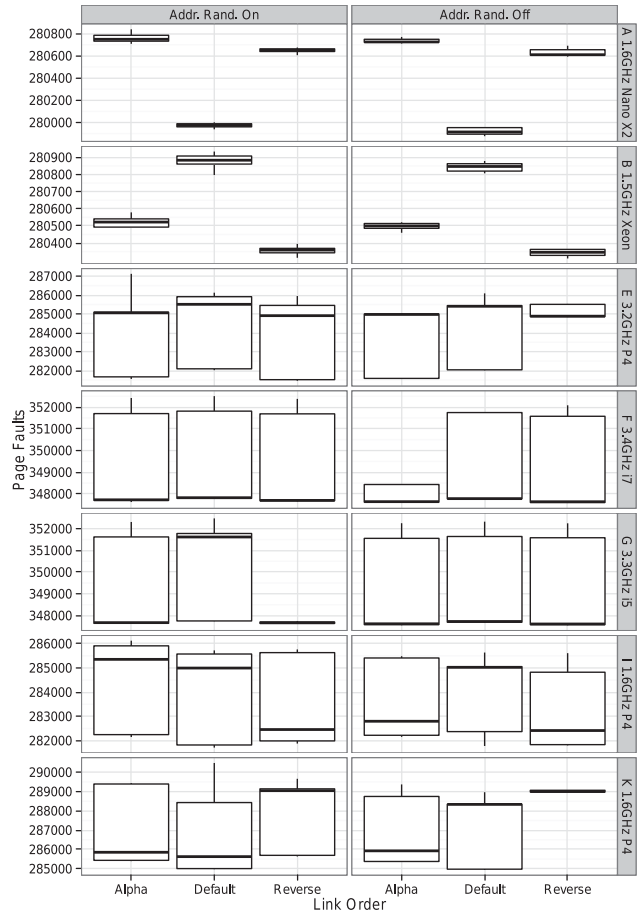 Addr. Rand. On
Addr. Rand. Off
280800
280600
280400
280200
280000
A 1.6GHz Nano X2
280900
280800
280700
280600
280500
280400
B 1.5GHz Xeon
287000
286000
285000
284000
283000
282000
E 3.2GHz P4
352000
351000
350000
349000
348000
F 3.4GHz i7
352000
351000
350000
349000
348000
G 3.3GHz i5
286000
285000
284000
283000
282000
I 1.6GHz P4
290000
289000
288000
287000
286000
285000
K 1.6GHz P4
Page Faults
Alpha
Default
Reverse
Alpha
Default
Reverse
Link Order